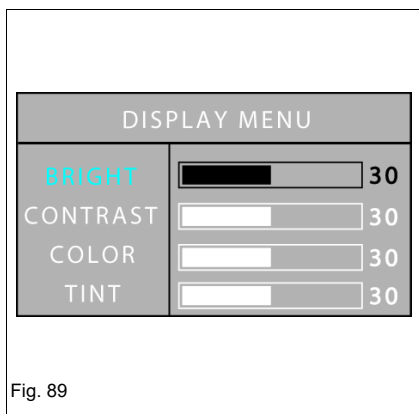 DISPLAY MENU
BRIGHT 30
CONTRAST 30
COLOR 30
TINT 30
Fig. 89